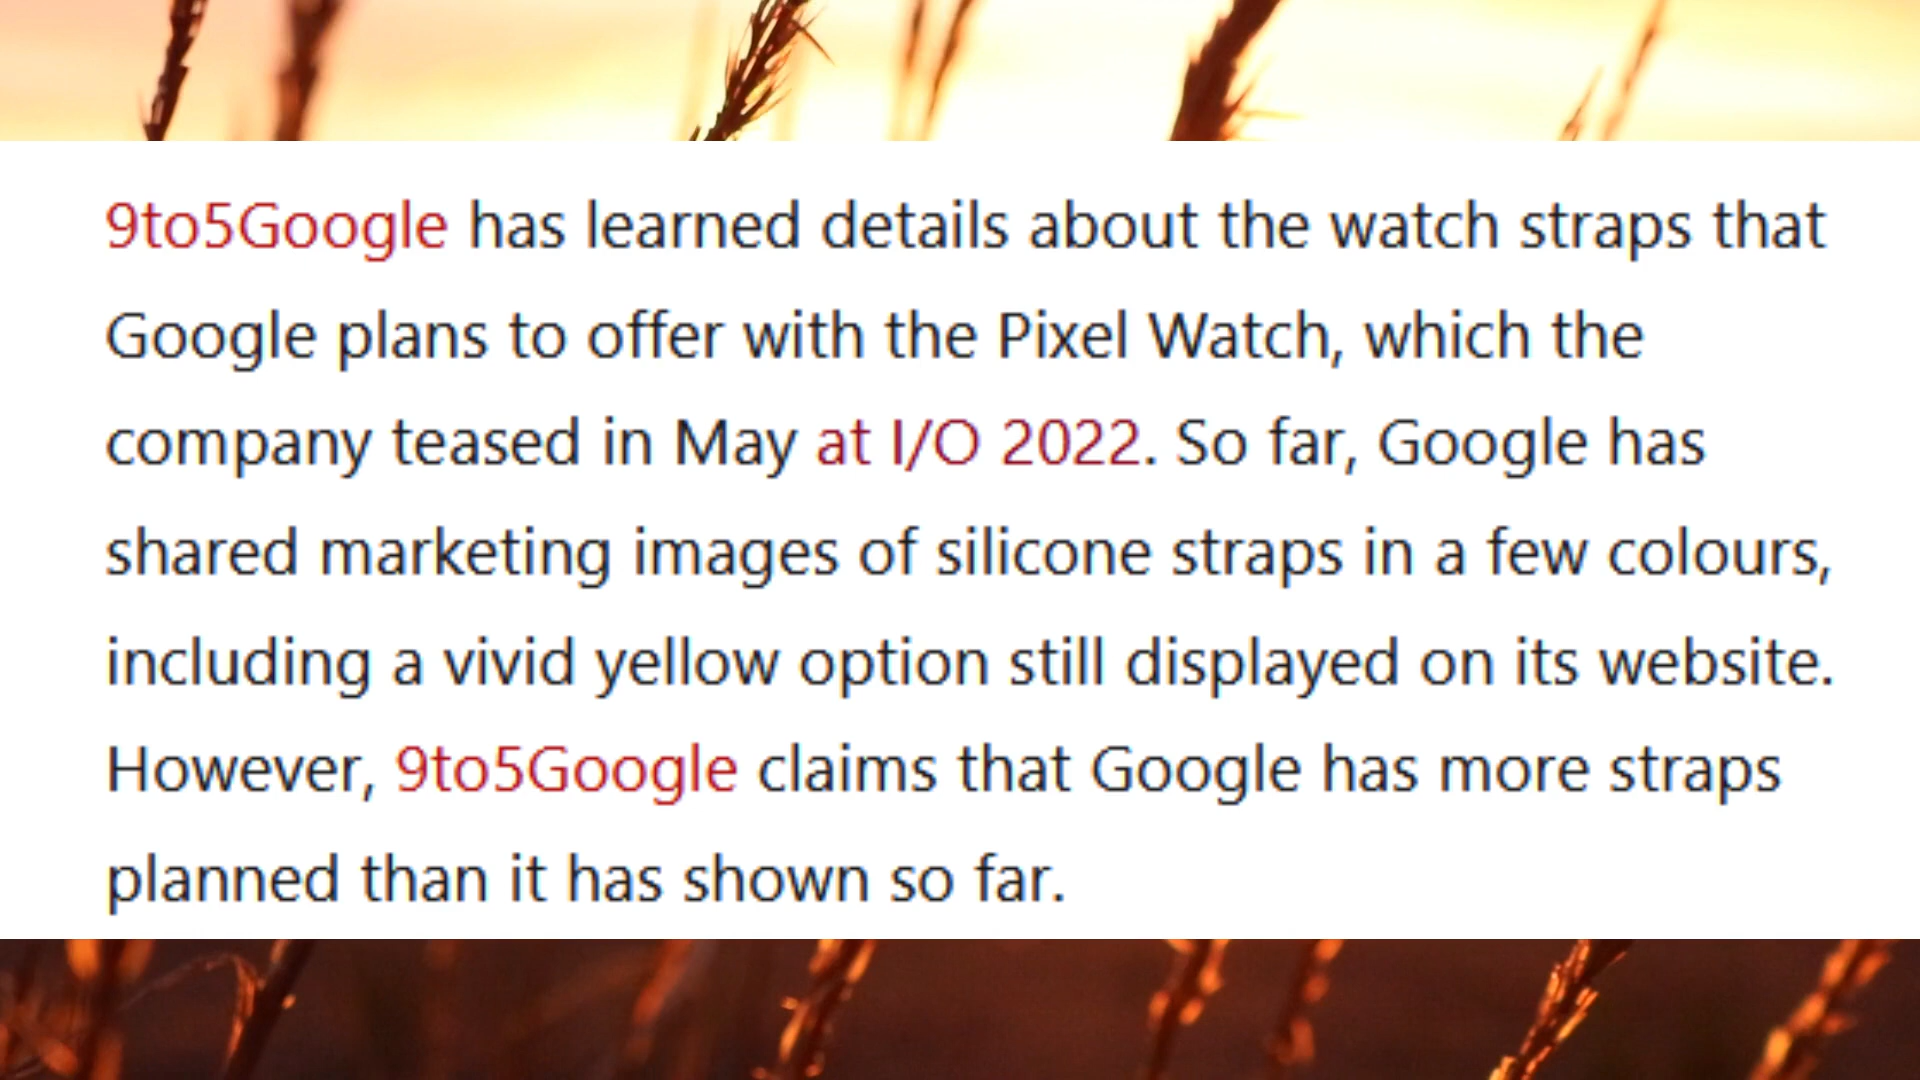 9to5Google has learned details about the watch straps that
Google plans to offer with the Pixel Watch, which the
company teased in May at I/O 2022. So far, Google has
shared marketing images of silicone straps in a few colours,
including a vivid yellow option still displayed on its website.
However, 9to5Google claims that Google has more straps
planned than it has shown so far.